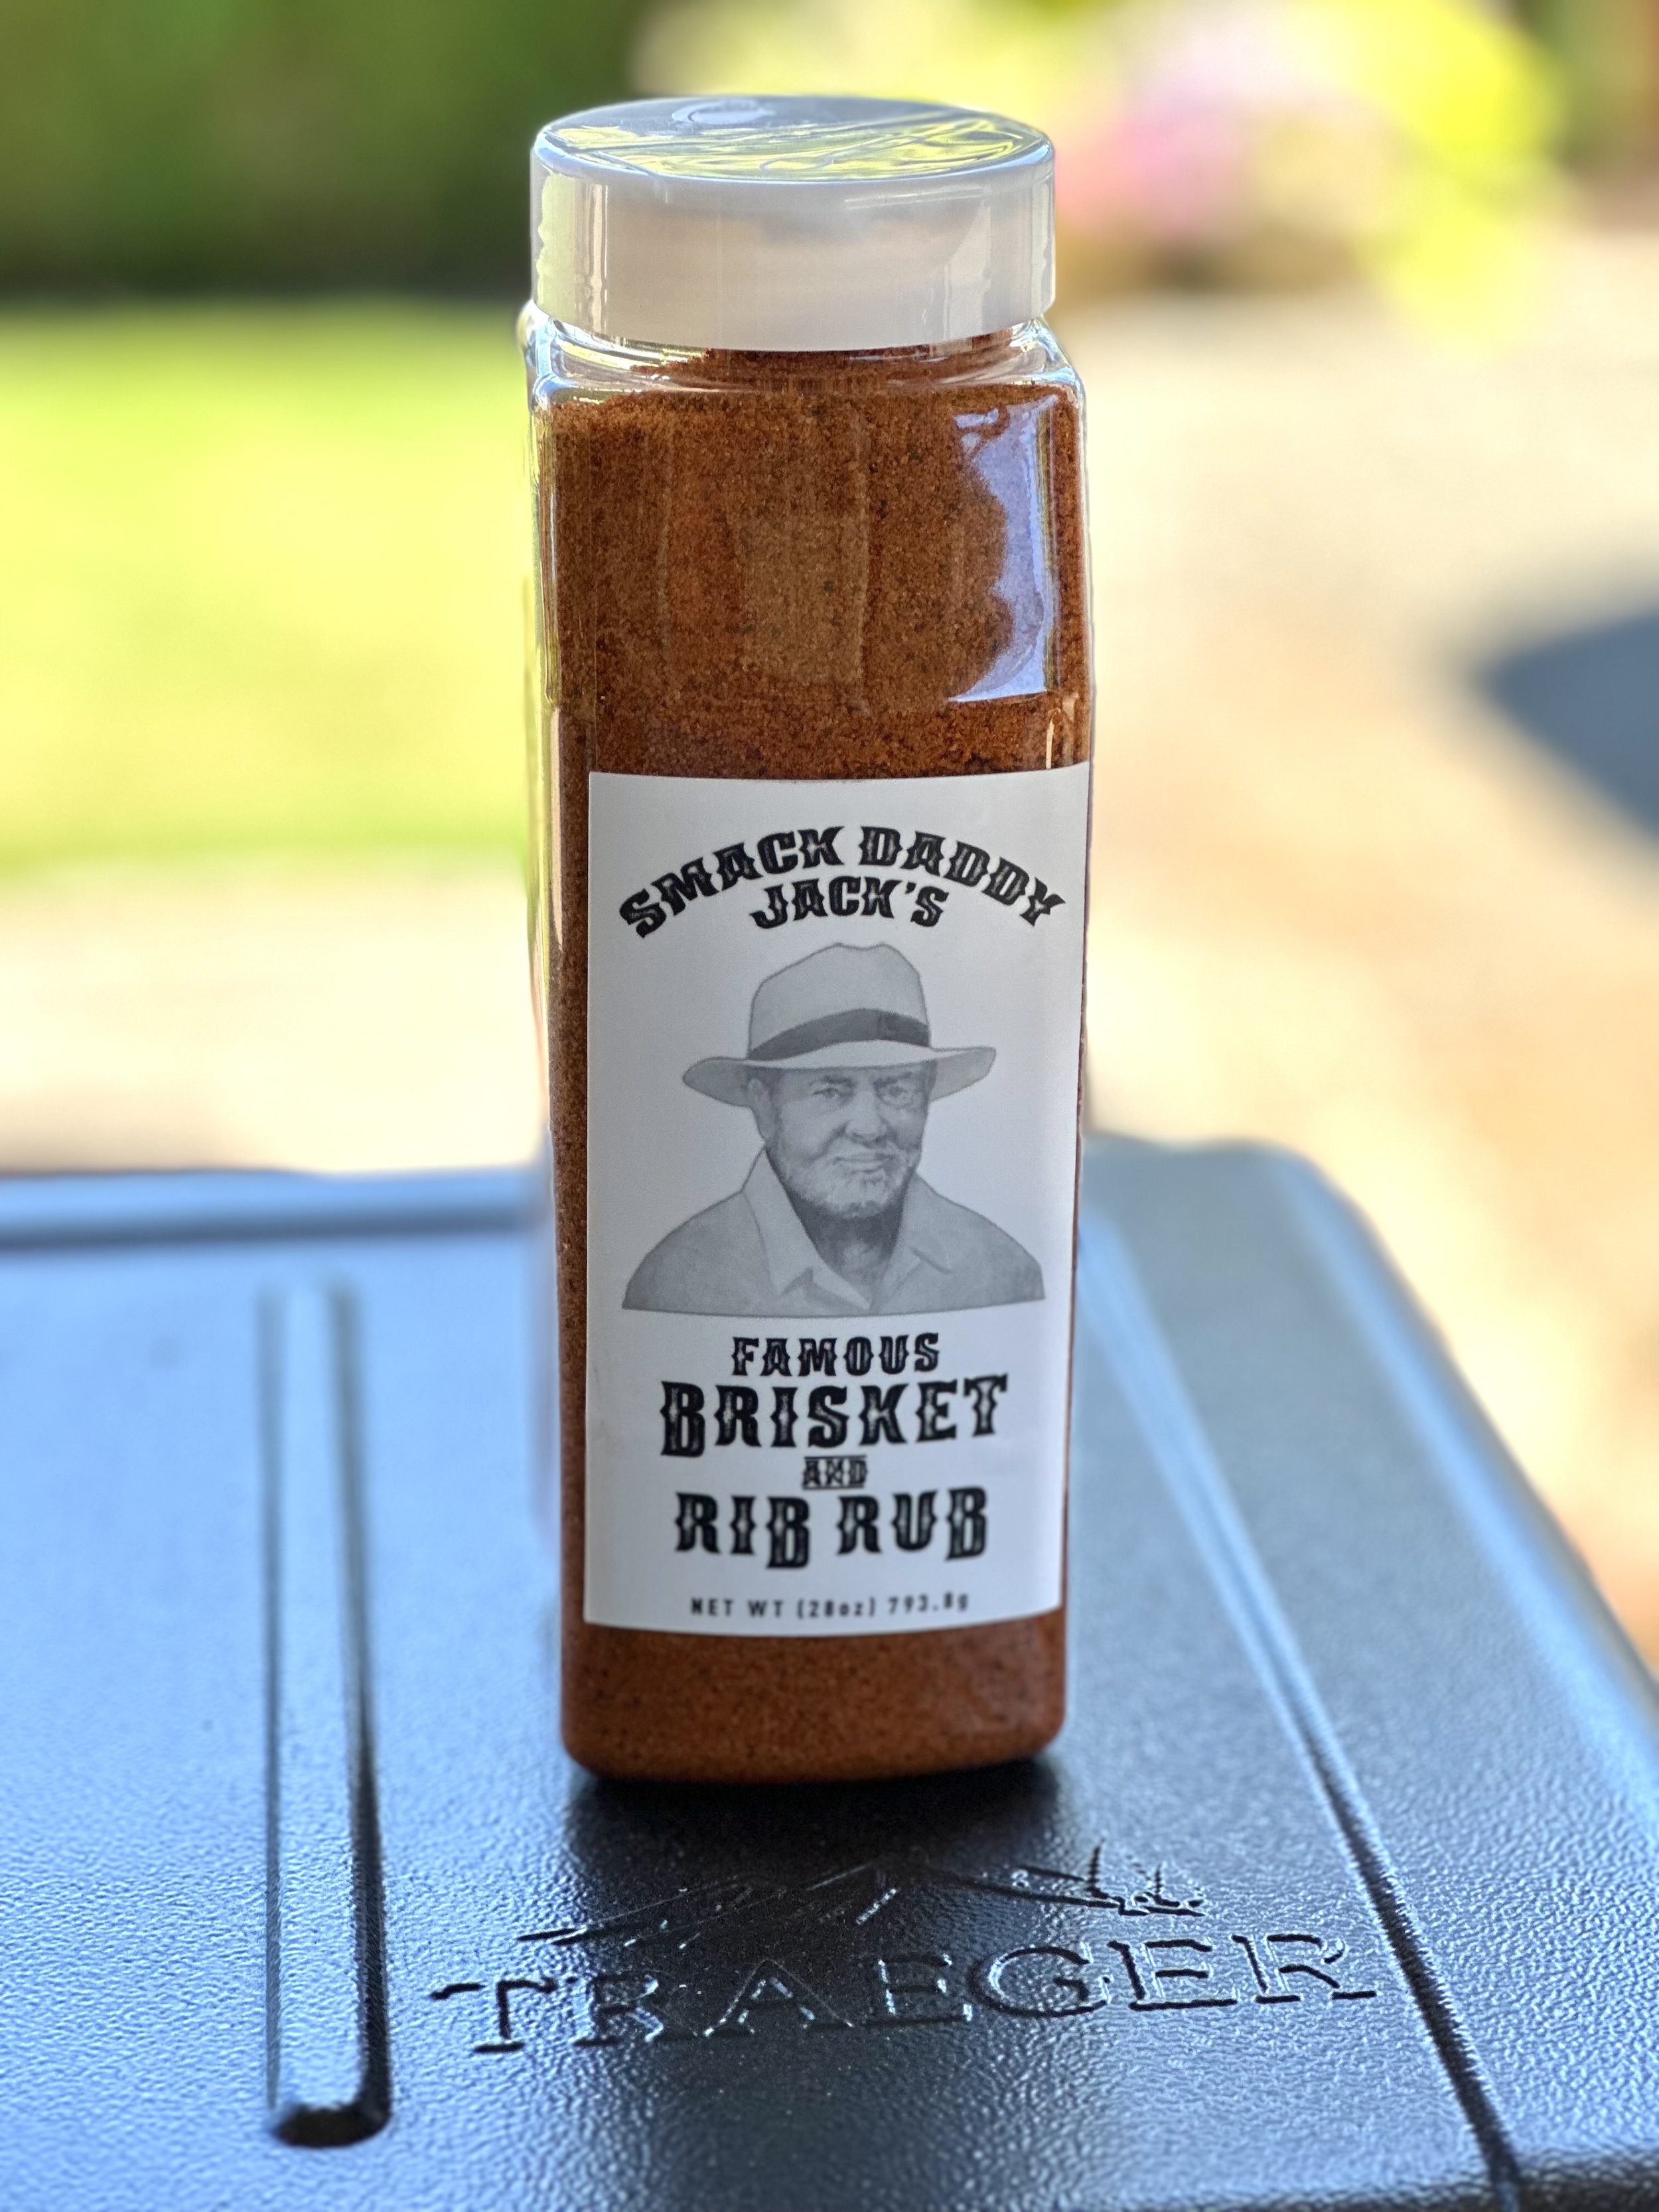 SMACK DADDY
JACK'S
FAMOUS
BRISKET
AND
RIB RUB
NET WT (28oz) 793.8g
TRAEGER